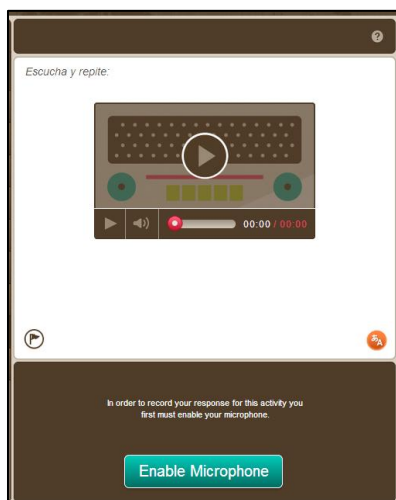 ?
Escucha y repite:
00:00 / 00:00
In order to record your response for this activity you
first must enable your microphone.
Enable Microphone